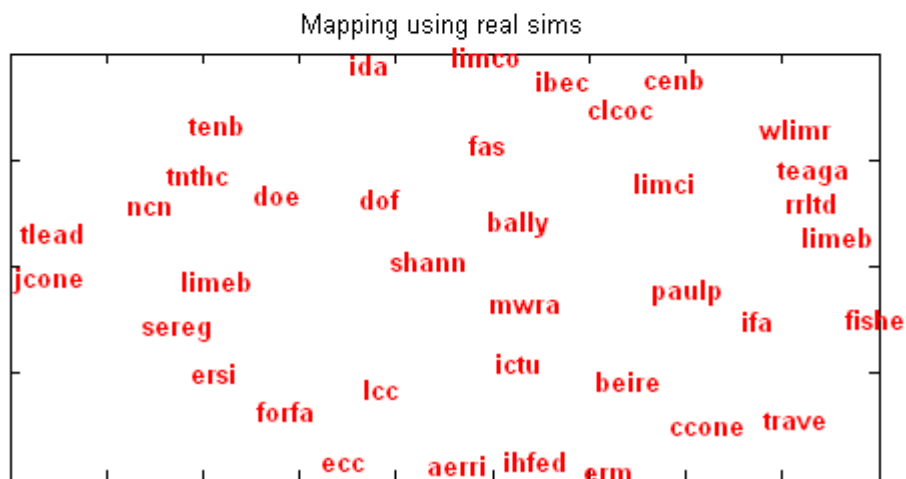 Mapping using real sims
limco
ida
ibec
cenb
clcoc
tenb
wlimr
fas
tnthc
teaga
limci
doe
dof
ncn
rrltd
bally
tlead
limeb
shann
jcone
limeb
paulp
mwra
ifa
fishe
sereg
ictu
ersi
beire
lcc
forfa
trave
ccone
ecc
aerri
ihfed
erm